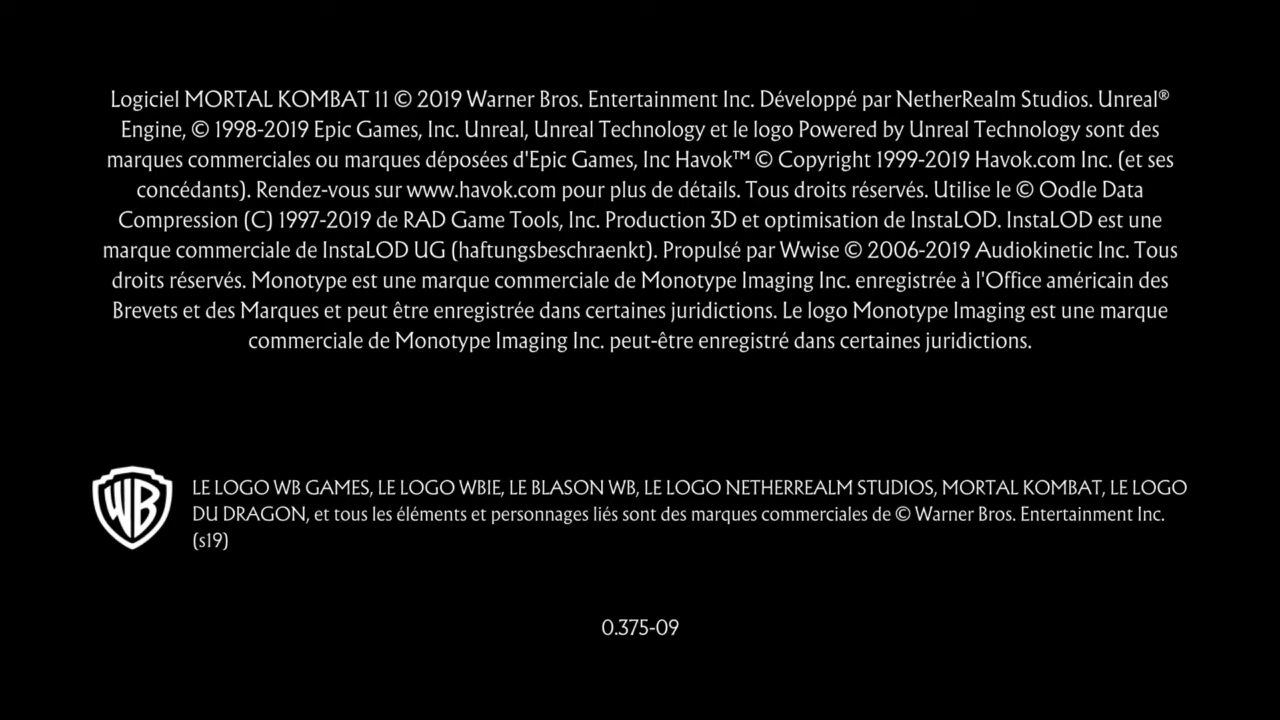 Logiciel MORTAL KOMBAT 11 © 2019 Warner Bros. Entertainment Inc. Développé par NetherRealm Studios. Unreal®
Engine, © 1998-2019 Epic Games, Inc. Unreal, Unreal Technology et le logo Powered by Unreal Technology sont des
marques commerciales ou marques déposées d'Epic Games, Inc Havok™ © Copyright 1999-2019 Havok.com Inc. (et ses
concédants). Rendez-vous sur www.havok.com pour plus de détails. Tous droits réservés. Utilise le © Oodle Data
Compression (C) 1997-2019 de RAD Game Tools, Inc. Production 3D et optimisation de InstaLOD. InstaLOD est une
marque commerciale de InstaLOD UG (haftungsbeschraenkt). Propulsé par Wwise © 2006-2019 Audiokinetic Inc. Tous
droits réservés. Monotype est une marque commerciale de Monotype Imaging Inc. enregistrée à l'Office américain des
Brevets et des Marques et peut être enregistrée dans certaines juridictions. Le logo Monotype Imaging est une marque
commerciale de Monotype Imaging Inc. peut-être enregistré dans certaines juridictions.
WB
LE LOGO WB GAMES, LE LOGO WBIE, LE BLASON WB, LE LOGO NETHERREALM STUDIOS, MORTAL KOMBAT, LE LOGO
DU DRAGON, et tous les éléments et personnages liés sont des marques commerciales de © Warner Bros. Entertainment Inc.
(s19)
0.375-09